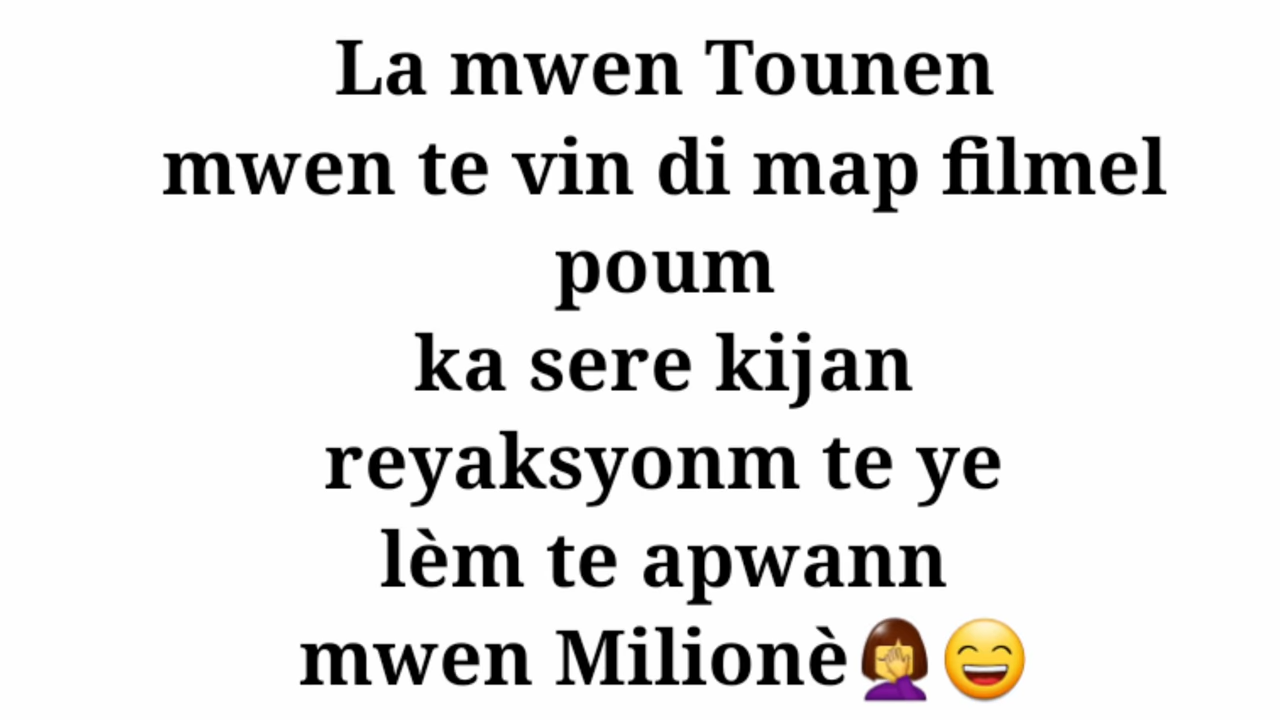 La mwen Tounen
mwen te vin di map filmel
poum
ka sere kijan
reyaksyonm te ye
lèm te apwann
mwen Milionè🤦‍♀️😄